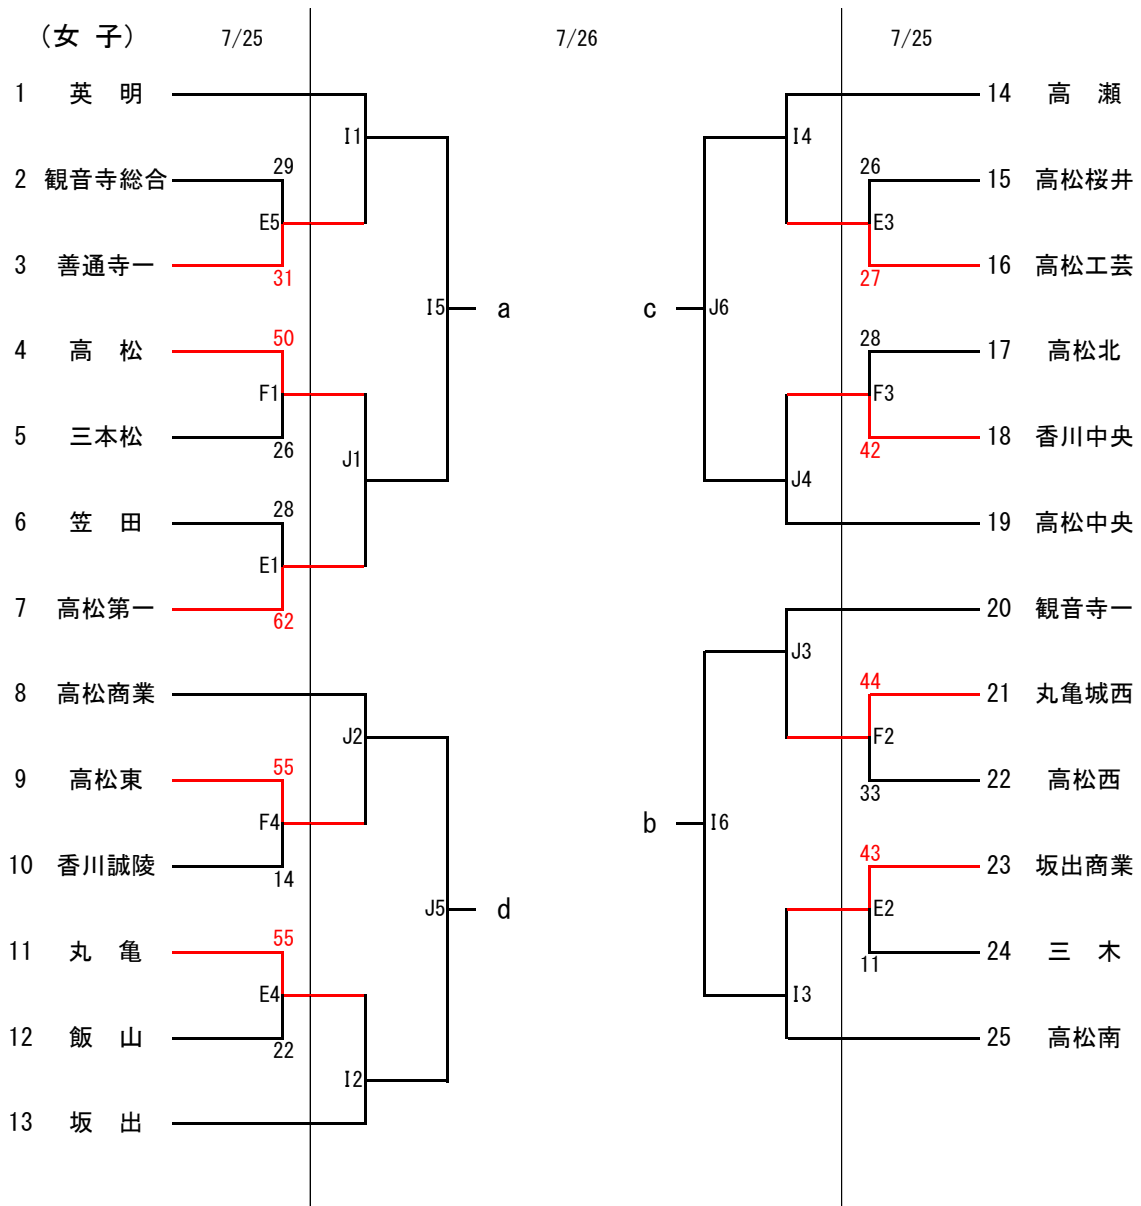 (女 子) 7/25 7/26 7/25
1 英 明 14 高 瀬
I1 I4
29 26
2 観音寺総合 15 高松桜井
E5 E3
3 善通寺一 16 高松工芸
31 27
I5 a c J6
50 28
4 高 松 17 高松北
F1 F3
5 三本松 18 香川中央
26 42
J1 J4
28
6 笠 田 19 高松中央
E1
7 高松第一 20 観音寺一
62
J3
44
8 高松商業 21 丸亀城西
J2 F2
55
9 高松東 22 高松西
33
F4 b I6
43
10 香川誠陵 23 坂出商業
14
J5 d E2
55
11 丸 亀 24 三 木
11
E4 I3
12 飯 山 25 高松南
22
I2
13 坂 出